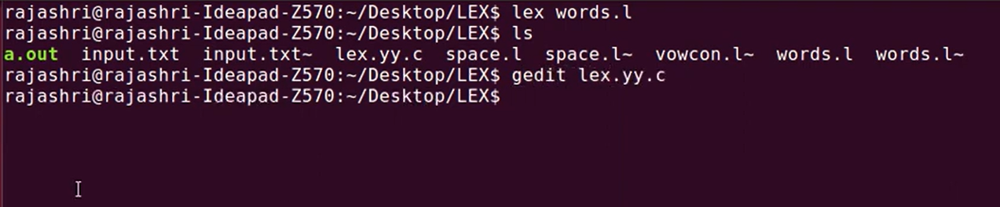 rajashri@rajashri-Ideapad-Z570:~/Desktop/LEX$ lex words.l
rajashri@rajashri-Ideapad-Z570:~/Desktop/LEX$ ls
a.out  input.txt  input.txt~  lex.yy.c  space.l  space.l~  vowcon.l~  words.l  words.l~
rajashri@rajashri-Ideapad-Z570:~/Desktop/LEX$ gedit lex.yy.c
rajashri@rajashri-Ideapad-Z570:~/Desktop/LEX$